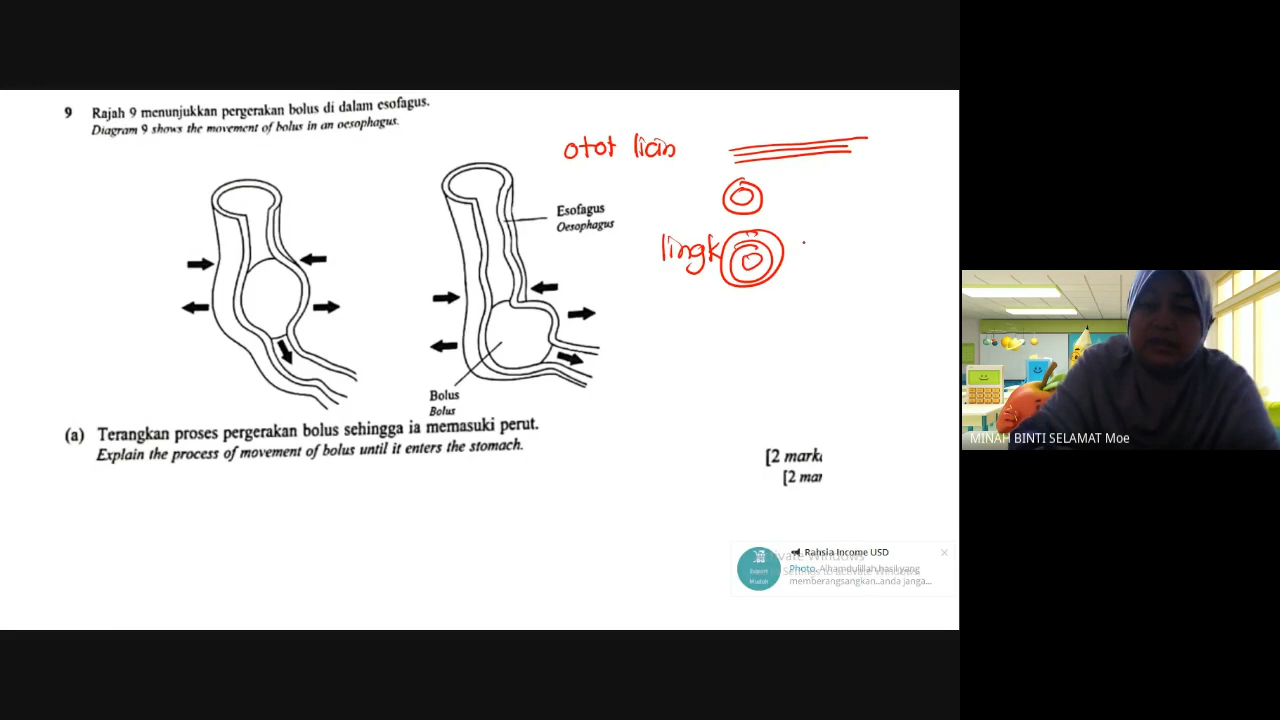 9 Rajah 9 menunjukkan pergerakan bolus di dalam esofagus.
Diagram 9 shows the movement of bolus in an oesophagus.
otot licin
Esofagus
Oesophagus
lingk
Bolus
Bolus
(a) Terangkan proses pergerakan bolus sehingga ia memasuki perut.
Explain the process of movement of bolus until it enters the stomach.
[2 mark
[2 mar
MINAH BINTI SELAMAT Moe
Rahsia Income USD
Photo. Alhamdulillah hasil yang
memberangsangkan..anda janga...